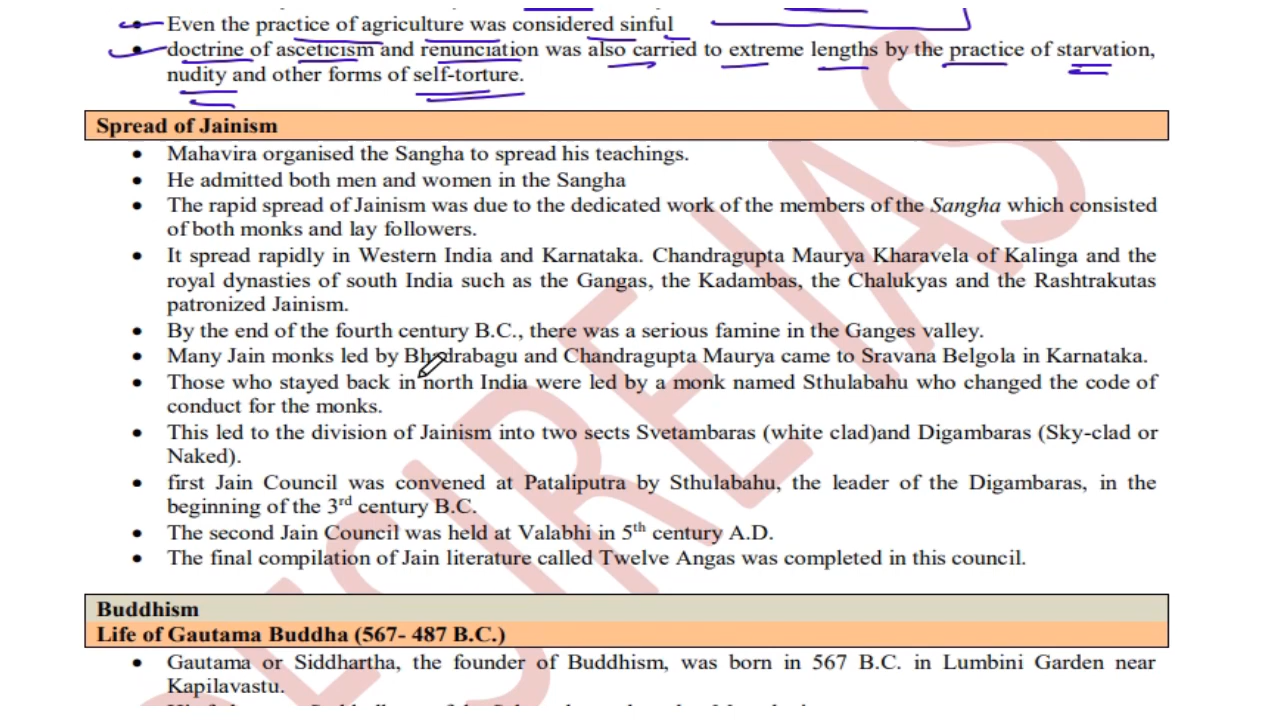 • Even the practice of agriculture was considered sinful
• doctrine of asceticism and renunciation was also carried to extreme lengths by the practice of starvation,
nudity and other forms of self-torture.
Spread of Jainism
• Mahavira organised the Sangha to spread his teachings.
• He admitted both men and women in the Sangha
• The rapid spread of Jainism was due to the dedicated work of the members of the Sangha which consisted
of both monks and lay followers.
• It spread rapidly in Western India and Karnataka. Chandragupta Maurya Kharavela of Kalinga and the
royal dynasties of south India such as the Gangas, the Kadambas, the Chalukyas and the Rashtrakutas
patronized Jainism.
• By the end of the fourth century B.C., there was a serious famine in the Ganges valley.
• Many Jain monks led by Bhadrabagu and Chandragupta Maurya came to Sravana Belgola in Karnataka.
• Those who stayed back in north India were led by a monk named Sthulabahu who changed the code of
conduct for the monks.
• This led to the division of Jainism into two sects Svetambaras (white clad)and Digambaras (Sky-clad or
Naked).
• first Jain Council was convened at Pataliputra by Sthulabahu, the leader of the Digambaras, in the
beginning of the 3rd century B.C.
• The second Jain Council was held at Valabhi in 5th century A.D.
• The final compilation of Jain literature called Twelve Angas was completed in this council.
Buddhism
Life of Gautama Buddha (567- 487 B.C.)
• Gautama or Siddhartha, the founder of Buddhism, was born in 567 B.C. in Lumbini Garden near
Kapilavastu.